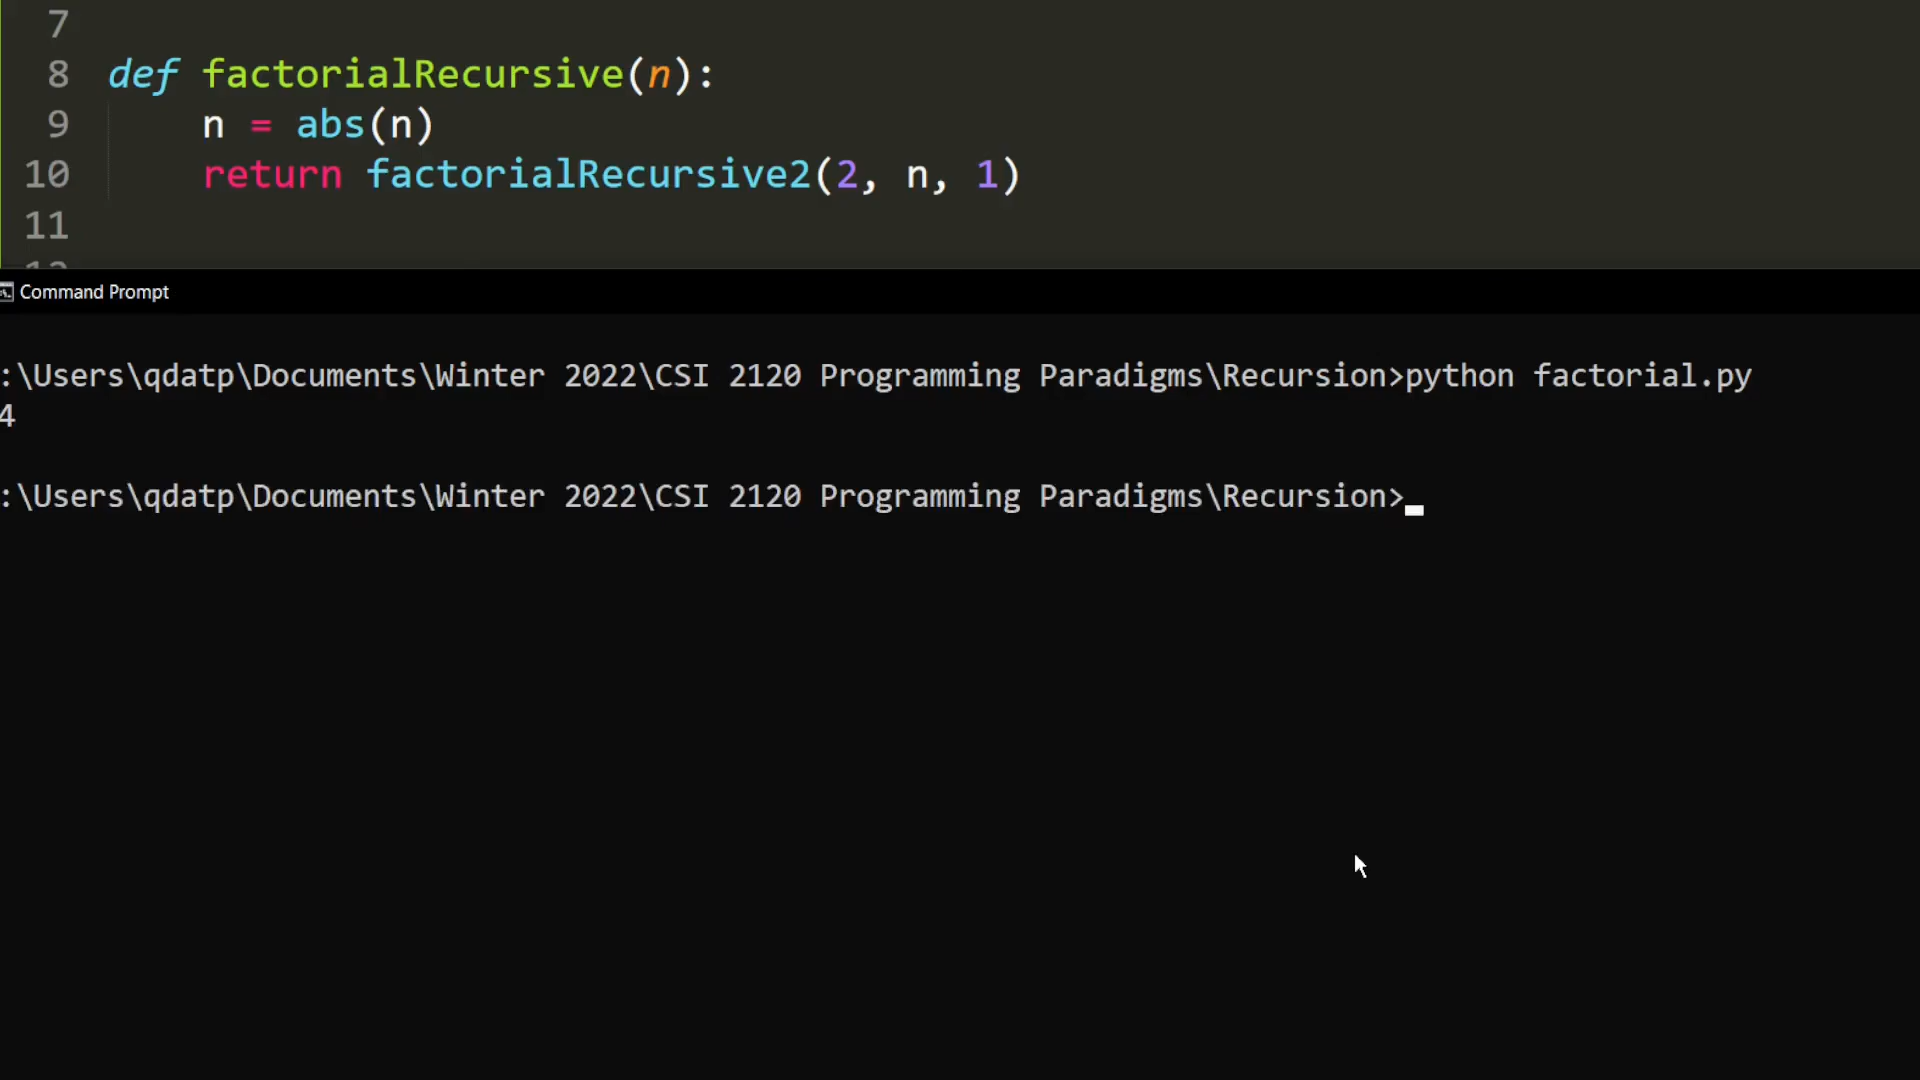 7
8 def factorialRecursive(n):
9 n = abs(n)
10 return factorialRecursive2(2, n, 1)
11
Command Prompt
:\Users\qdatp\Documents\Winter 2022\CSI 2120 Programming Paradigms\Recursion>python factorial.py
4
:\Users\qdatp\Documents\Winter 2022\CSI 2120 Programming Paradigms\Recursion>